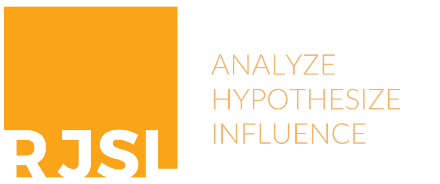 RJSL
ANALYZE
HYPOTHESIZE
INFLUENCE